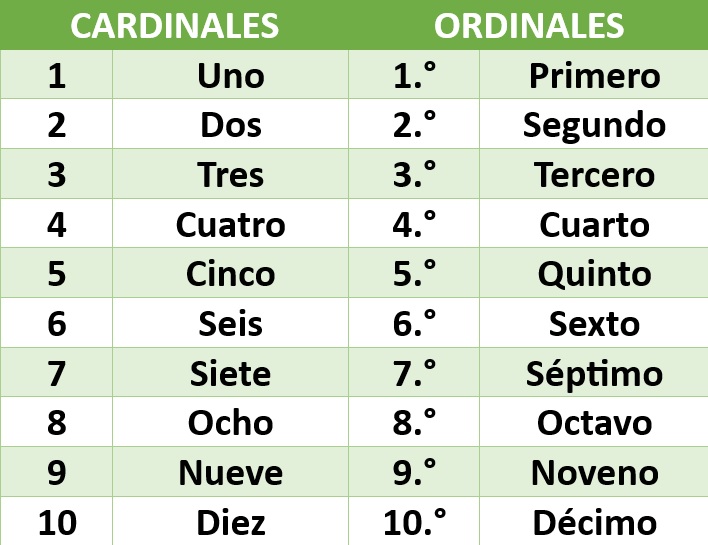 CARDINALES ORDINALES
1 Uno 1.° Primero
2 Dos 2.° Segundo
3 Tres 3.° Tercero
4 Cuatro 4.° Cuarto
5 Cinco 5.° Quinto
6 Seis 6.° Sexto
7 Siete 7.° Séptimo
8 Ocho 8.° Octavo
9 Nueve 9.° Noveno
10 Diez 10.° Décimo